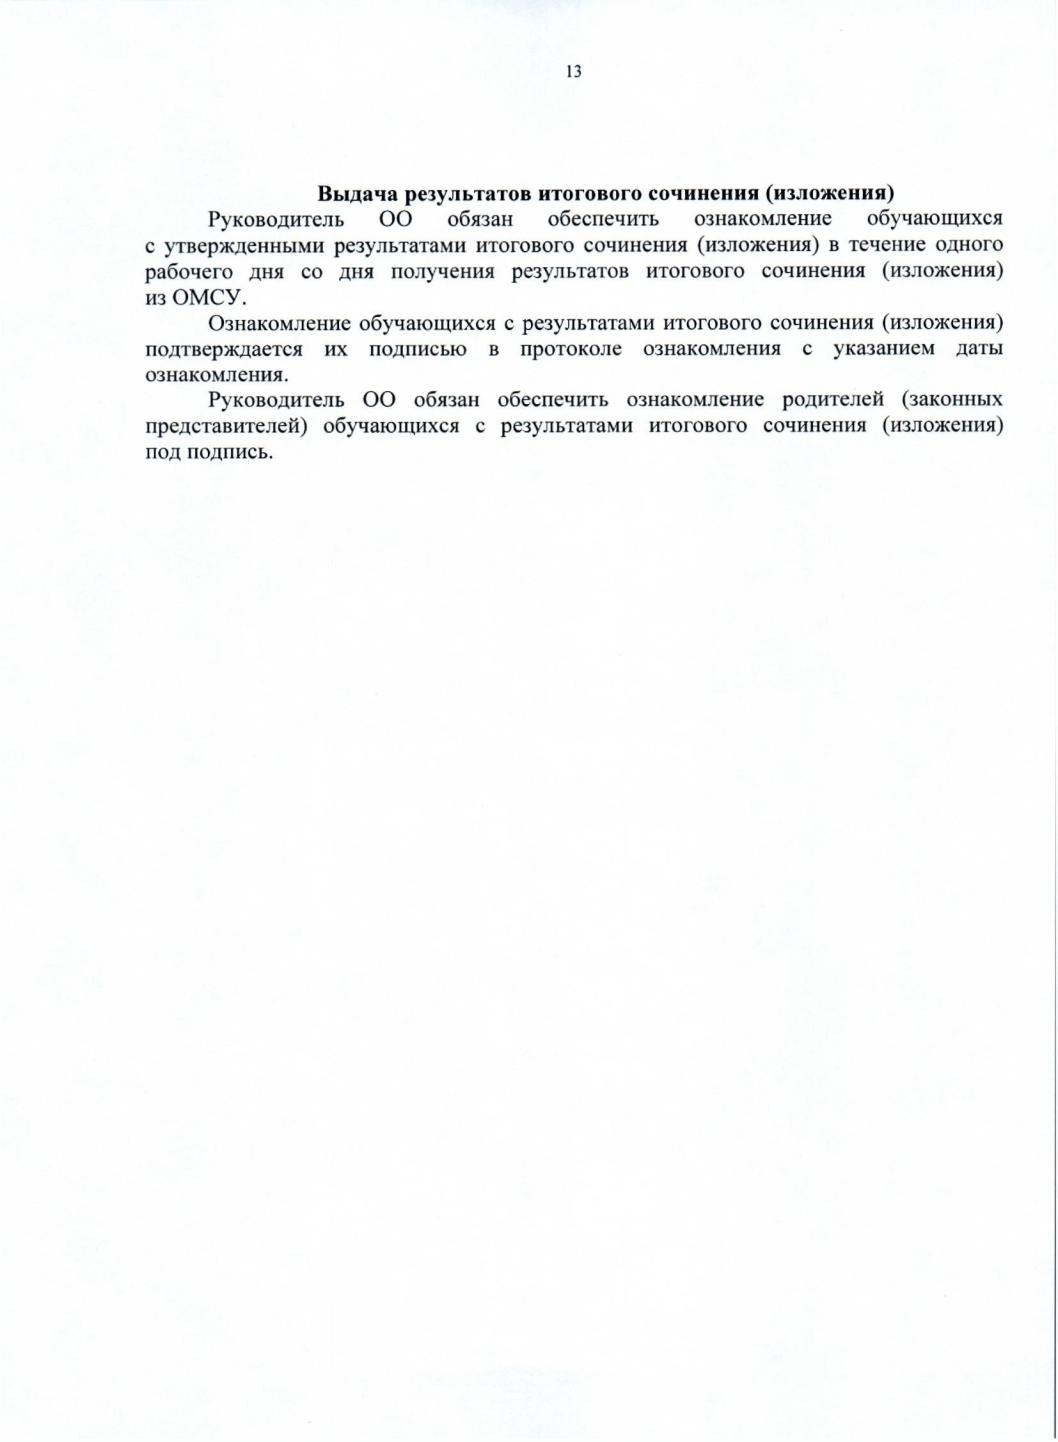 13
Выдача результатов итогового сочинения (изложения)
Руководитель ОО обязан обеспечить ознакомление обучающихся
с утвержденными результатами итогового сочинения (изложения) в течение одного
рабочего дня со дня получения результатов итогового сочинения (изложения)
из ОМСУ.
Ознакомление обучающихся с результатами итогового сочинения (изложения)
подтверждается их подписью в протоколе ознакомления с указанием даты
ознакомления.
Руководитель ОО обязан обеспечить ознакомление родителей (законных
представителей) обучающихся с результатами итогового сочинения (изложения)
под подпись.